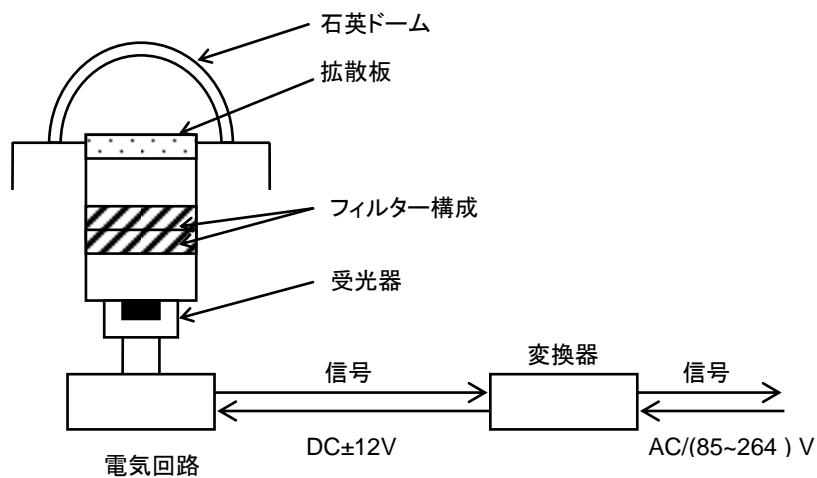 石英ドーム
拡散板
フィルター構成
受光器
信号
変換器
信号
DC±12V
AC/(85~264 ) V
電気回路